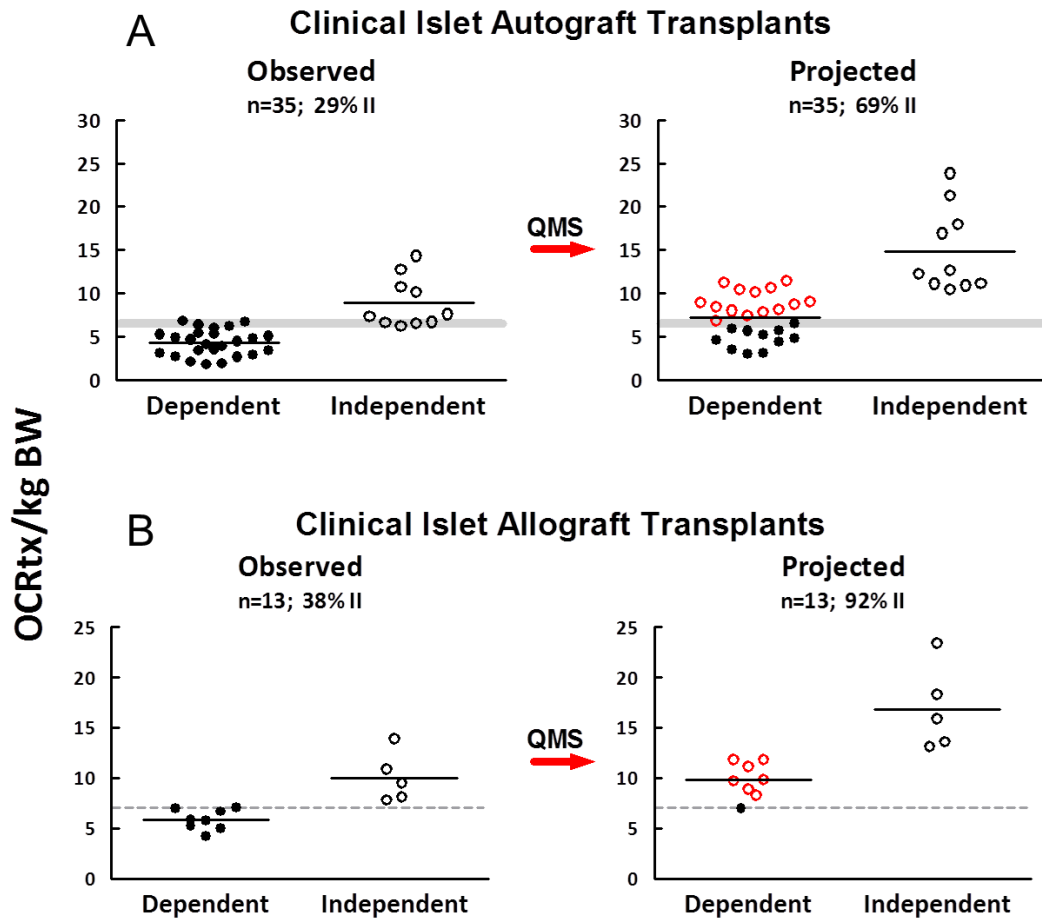 A
Clinical Islet Autograft Transplants
Observed
n=35; 29% II
Projected
n=35; 69% II
30
25
20
15
10
5
0
Dependent
Independent
QMS
30
25
20
15
10
5
0
Dependent
Independent
OCRtx/kg BW
B
Clinical Islet Allograft Transplants
Observed
n=13; 38% II
Projected
n=13; 92% II
25
20
15
10
5
0
Dependent
Independent
QMS
25
20
15
10
5
0
Dependent
Independent